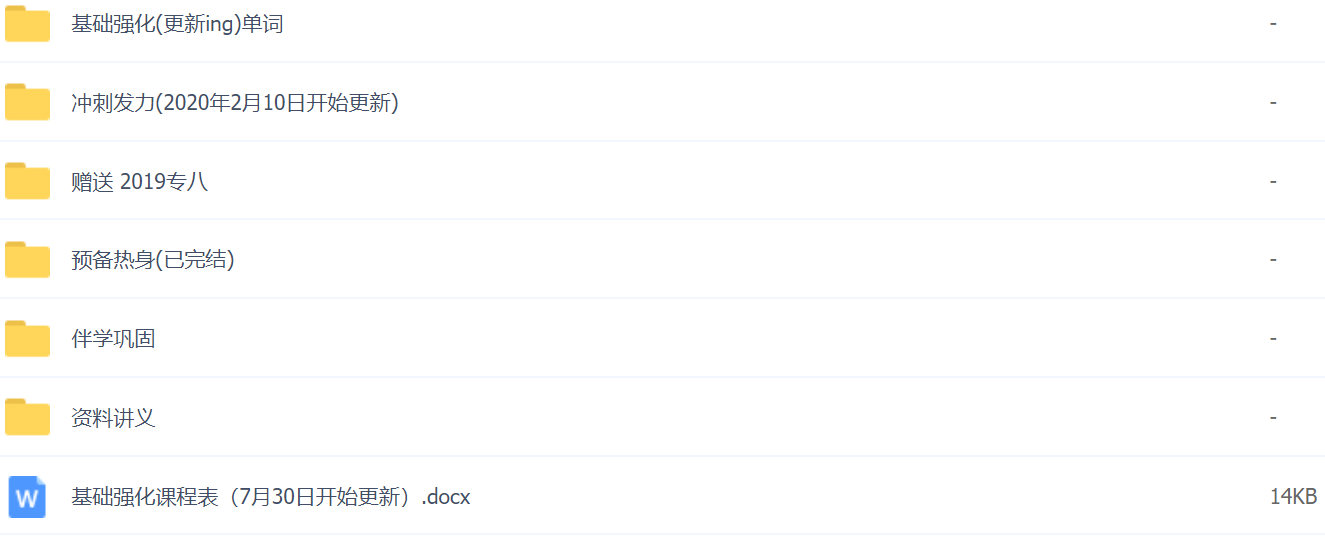 基础强化(更新ing)单词 -
冲刺发力(2020年2月10日开始更新) -
赠送 2019专八 -
预备热身(已完结) -
伴学巩固 -
资料讲义 -
W 基础强化课程表（7月30日开始更新）.docx 14KB